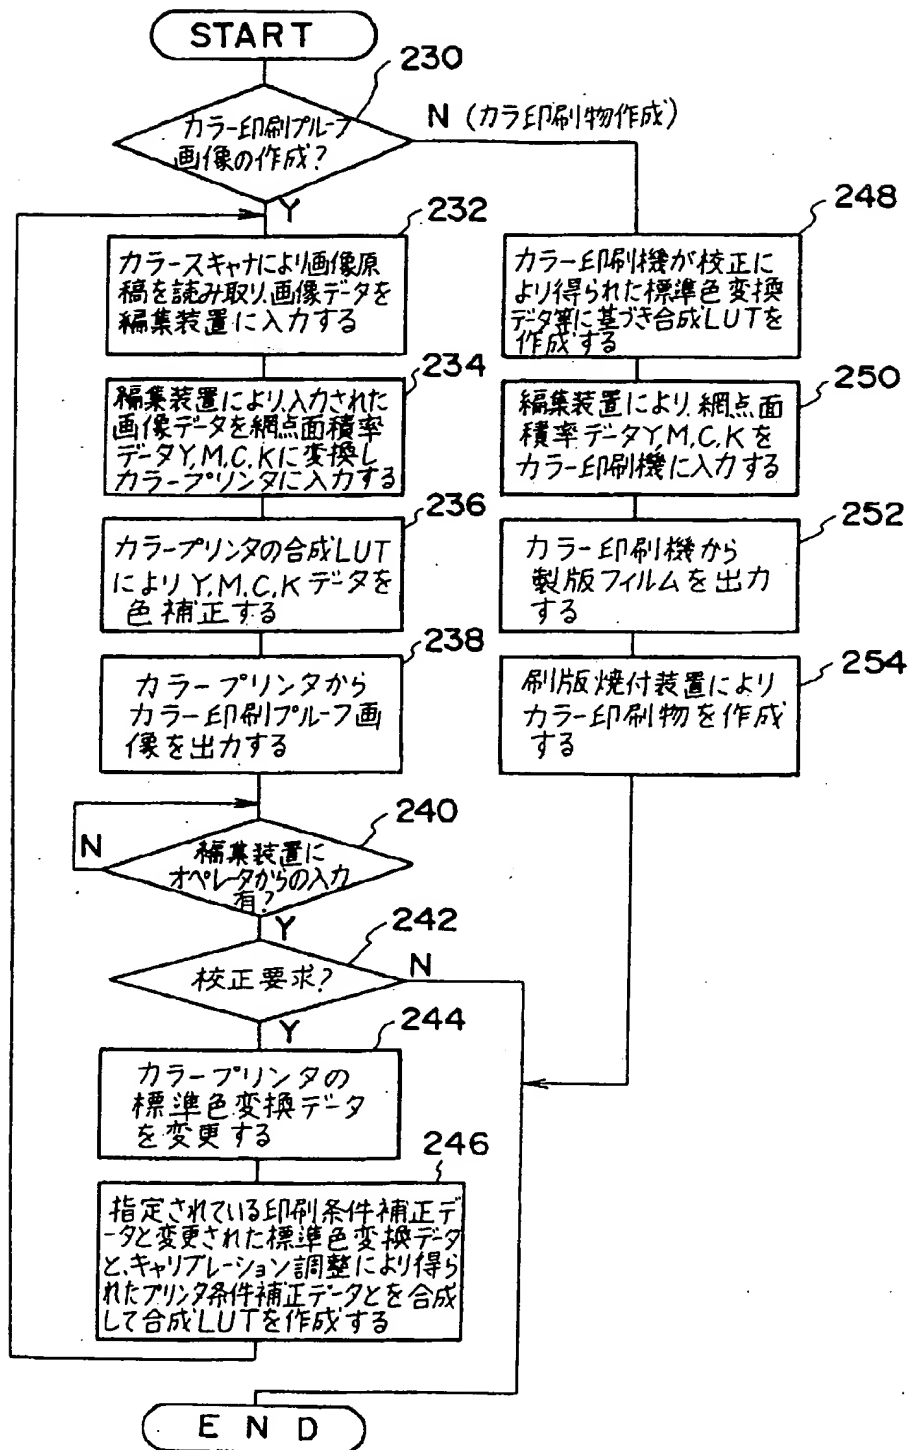 START
230
カラー印刷プルーフ
画像の作成?
N (カラ印刷物作成)
Y
232
カラースキャナにより画像原
稿を読み取り、画像データを
編集装置に入力する
234
編集装置により、入力された
画像データを網点面積率
データY,M,C,Kに変換し
カラープリンタに入力する
236
カラープリンタの合成LUT
によりY,M,C,Kデータを
色補正する
238
カラープリンタから
カラー印刷プルーフ画
像を出力する
240
N
編集装置に
オペレータからの入力
有?
Y
242
校正要求?
N
Y
244
カラープリンタの
標準色変換データ
を変更する
246
指定されている印刷条件補正デ
ータと変更された標準色変換データ
と、キャリブレーション調整により得ら
れたプリンタ条件補正データとを合成
して合成LUTを作成する
248
カラー印刷機が校正に
より得られた標準色変換
データ等に基づき合成LUTを
作成する
250
編集装置により、網点面
積率データY,M,C,Kを
カラー印刷機に入力する
252
カラー印刷機から
製版フィルムを出力
する
254
刷版焼付装置により
カラー印刷物を作成
する
END